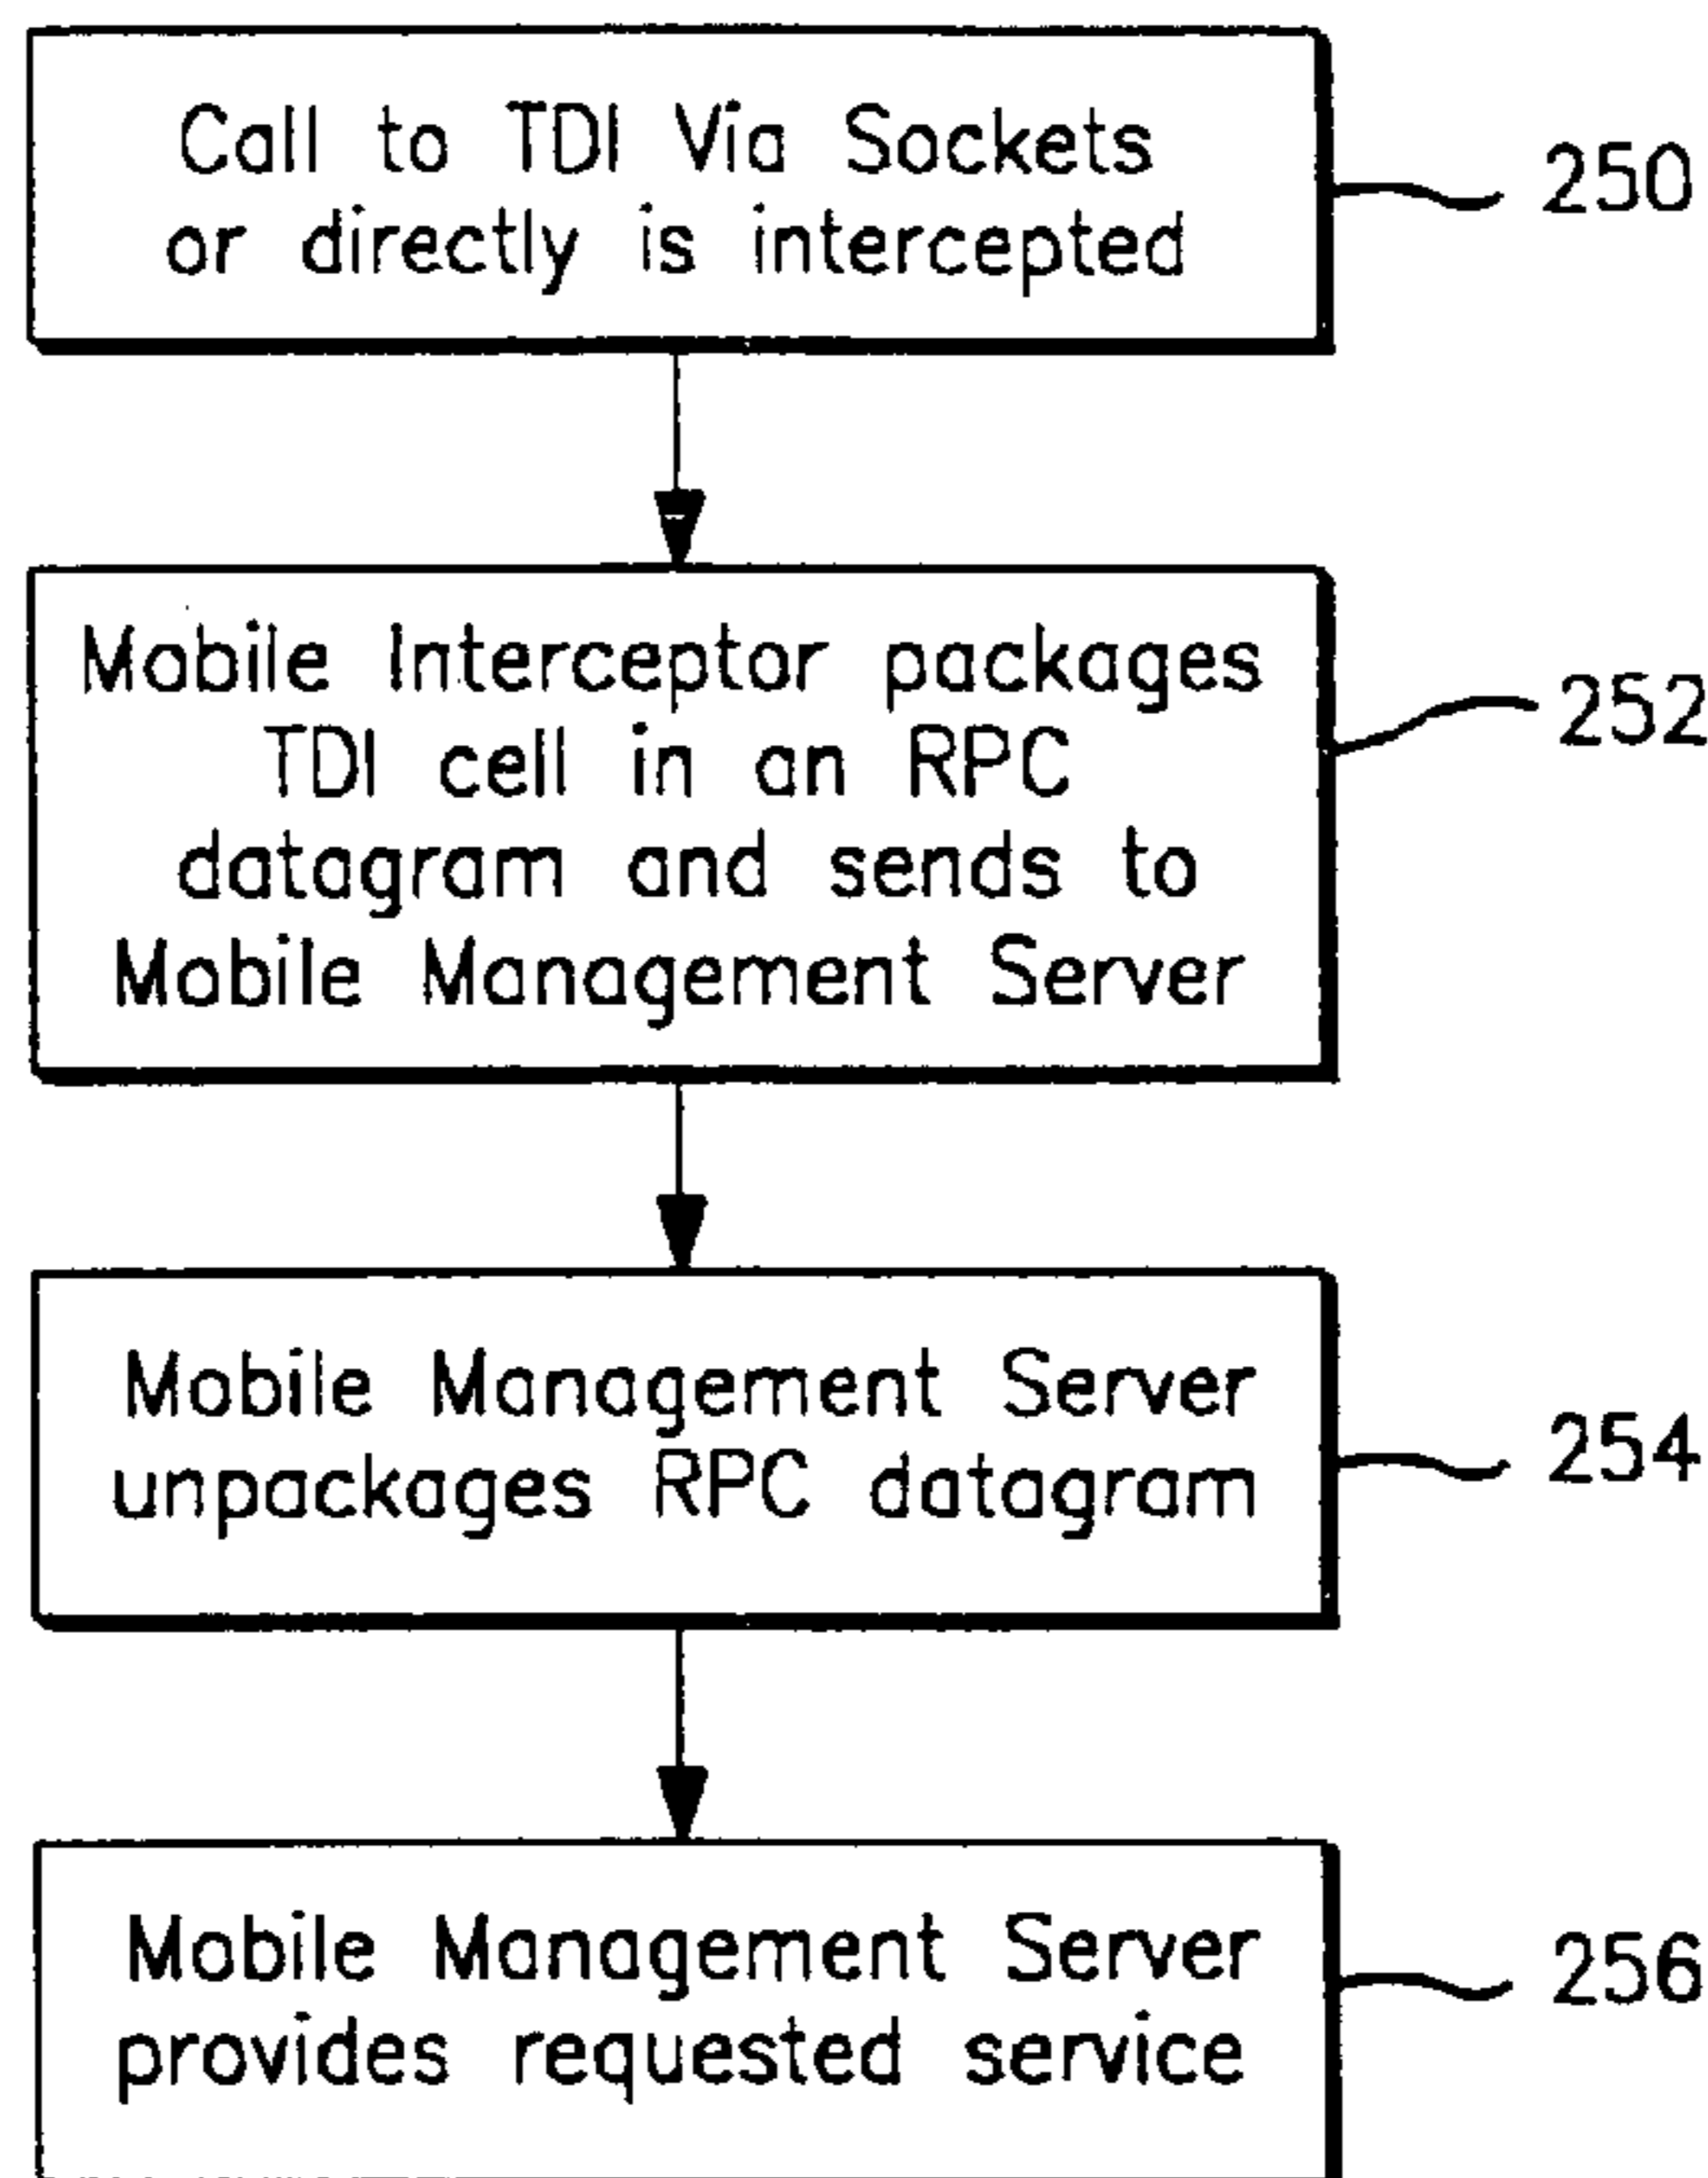 Call to TDI Via Sockets
or directly is intercepted
250
Mobile Interceptor packages
TDI cell in an RPC
datagram and sends to
Mobile Management Server
252
Mobile Management Server
unpackages RPC datagram
254
Mobile Management Server
provides requested service
256